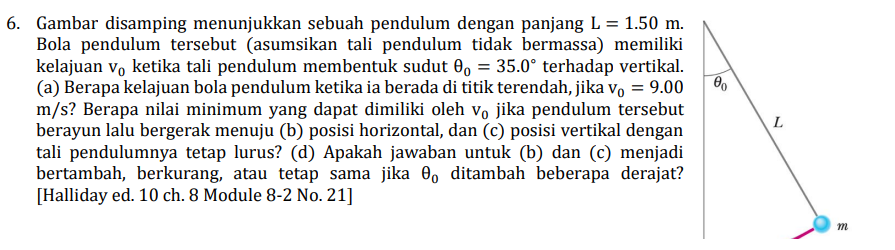 6. Gambar disamping menunjukkan sebuah pendulum dengan panjang L = 1.50 m.
Bola pendulum tersebut (asumsikan tali pendulum tidak bermassa) memiliki
kelajuan v₀ ketika tali pendulum membentuk sudut θ₀ = 35.0° terhadap vertikal.
(a) Berapa kelajuan bola pendulum ketika ia berada di titik terendah, jika v₀ = 9.00
m/s? Berapa nilai minimum yang dapat dimiliki oleh v₀ jika pendulum tersebut
berayun lalu bergerak menuju (b) posisi horizontal, dan (c) posisi vertikal dengan
tali pendulumnya tetap lurus? (d) Apakah jawaban untuk (b) dan (c) menjadi
bertambah, berkurang, atau tetap sama jika θ₀ ditambah beberapa derajat?
[Halliday ed. 10 ch. 8 Module 8-2 No. 21]
θ₀
L
m